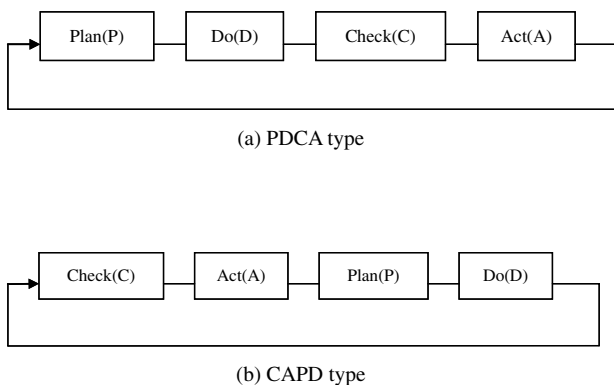 Plan(P) Do(D) Check(C) Act(A)
(a) PDCA type
Check(C) Act(A) Plan(P) Do(D)
(b) CAPD type